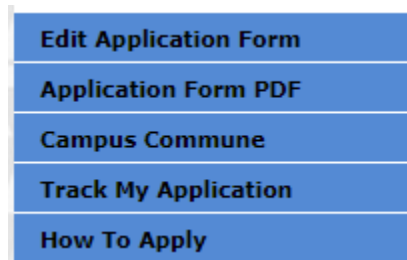 Edit Application Form
Application Form PDF
Campus Commune
Track My Application
How To Apply